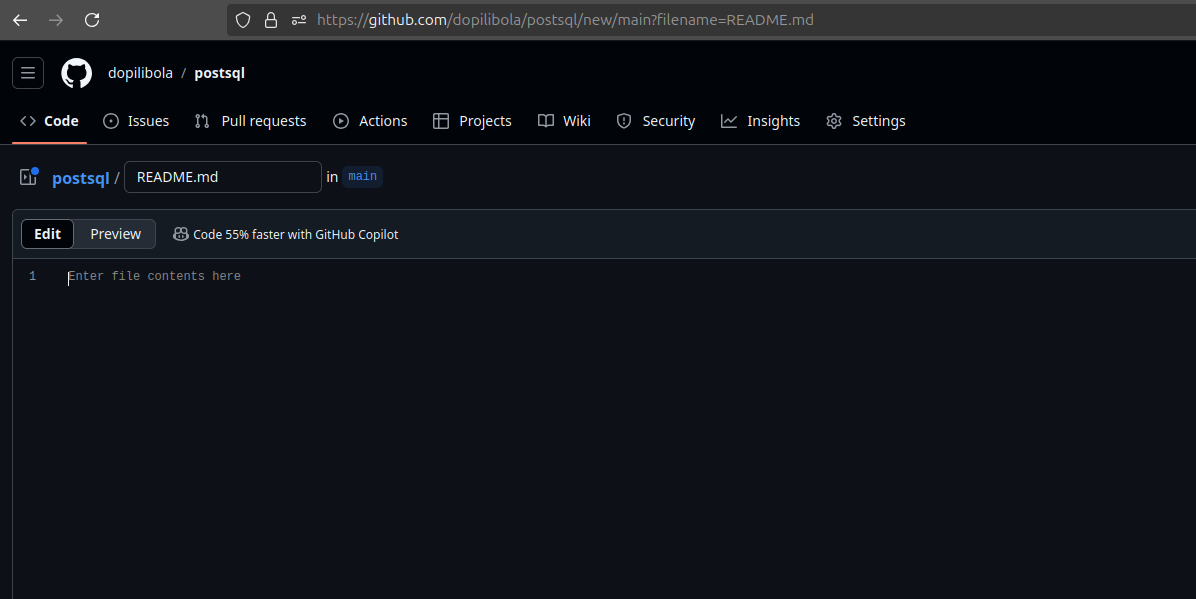 https://github.com/dopilibola/postsql/new/main?filename=README.md
dopilibola / postsql
Code Issues Pull requests Actions Projects Wiki Security Insights Settings
postsql / README.md in main
Edit Preview Code 55% faster with GitHub Copilot
1 Enter file contents here